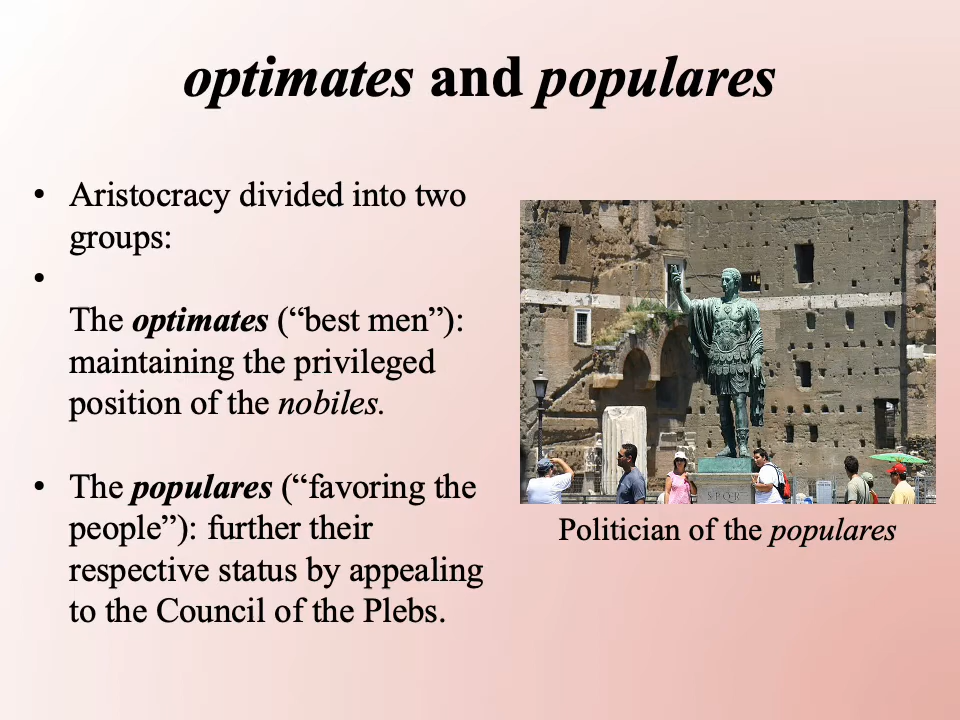 optimates and populares
• Aristocracy divided into two
groups:
•
The optimates (“best men”):
maintaining the privileged
position of the nobiles.
• The populares (“favoring the
people”): further their
respective status by appealing
to the Council of the Plebs.
SPQR
Politician of the populares